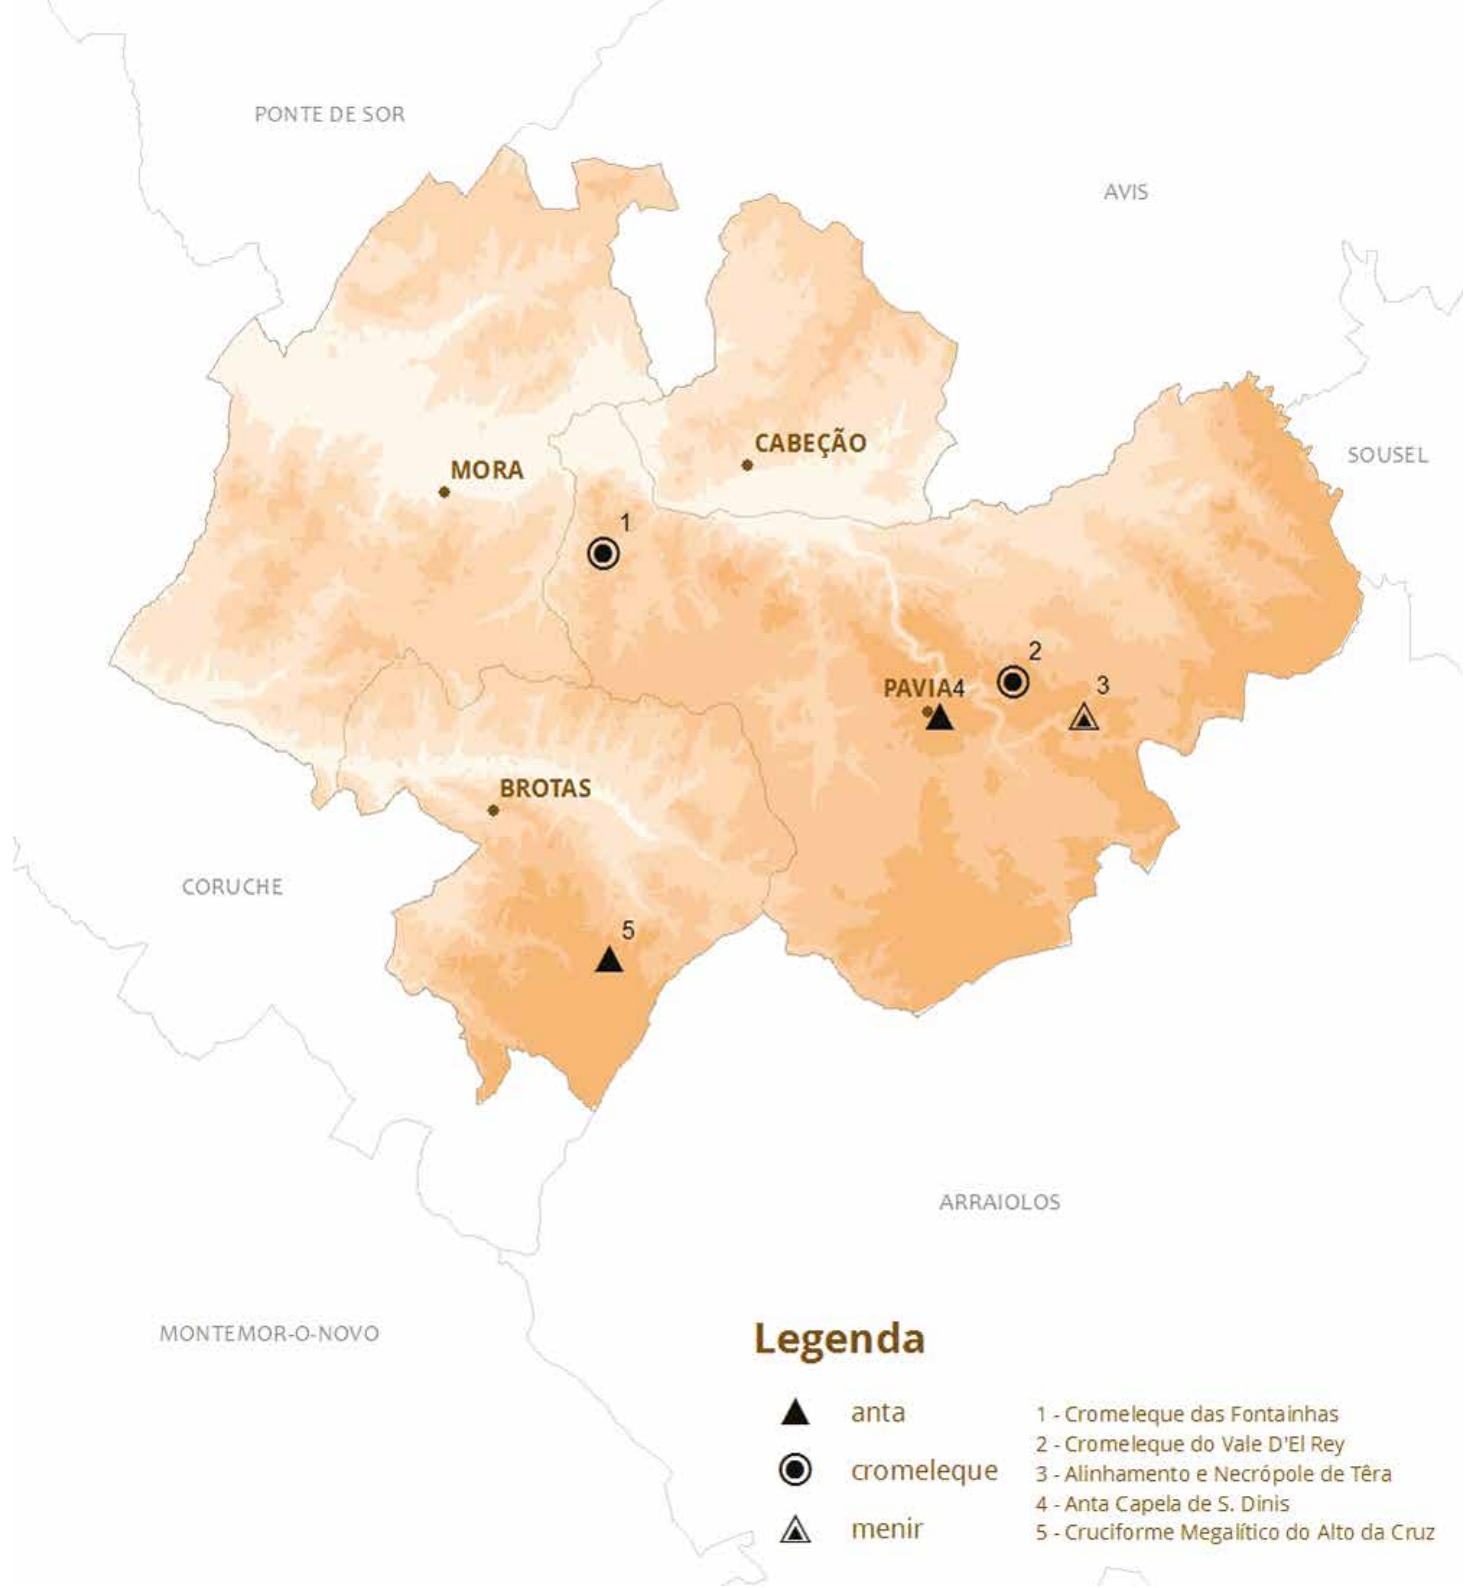 PONTE DE SOR
AVIS
CABEÇÃO
SOUSEL
MORA
1
2
PAVIA
4
3
BROTAS
CORUCHE
5
ARRAIOLOS
MONTEMOR-O-NOVO
Legenda
anta
cromeleque
menir
1 - Cromeleque das Fontainhas
2 - Cromeleque do Vale D'El Rey
3 - Alinhamento e Necrópole de Têra
4 - Anta Capela de S. Dinis
5 - Cruciforme Megalítico do Alto da Cruz